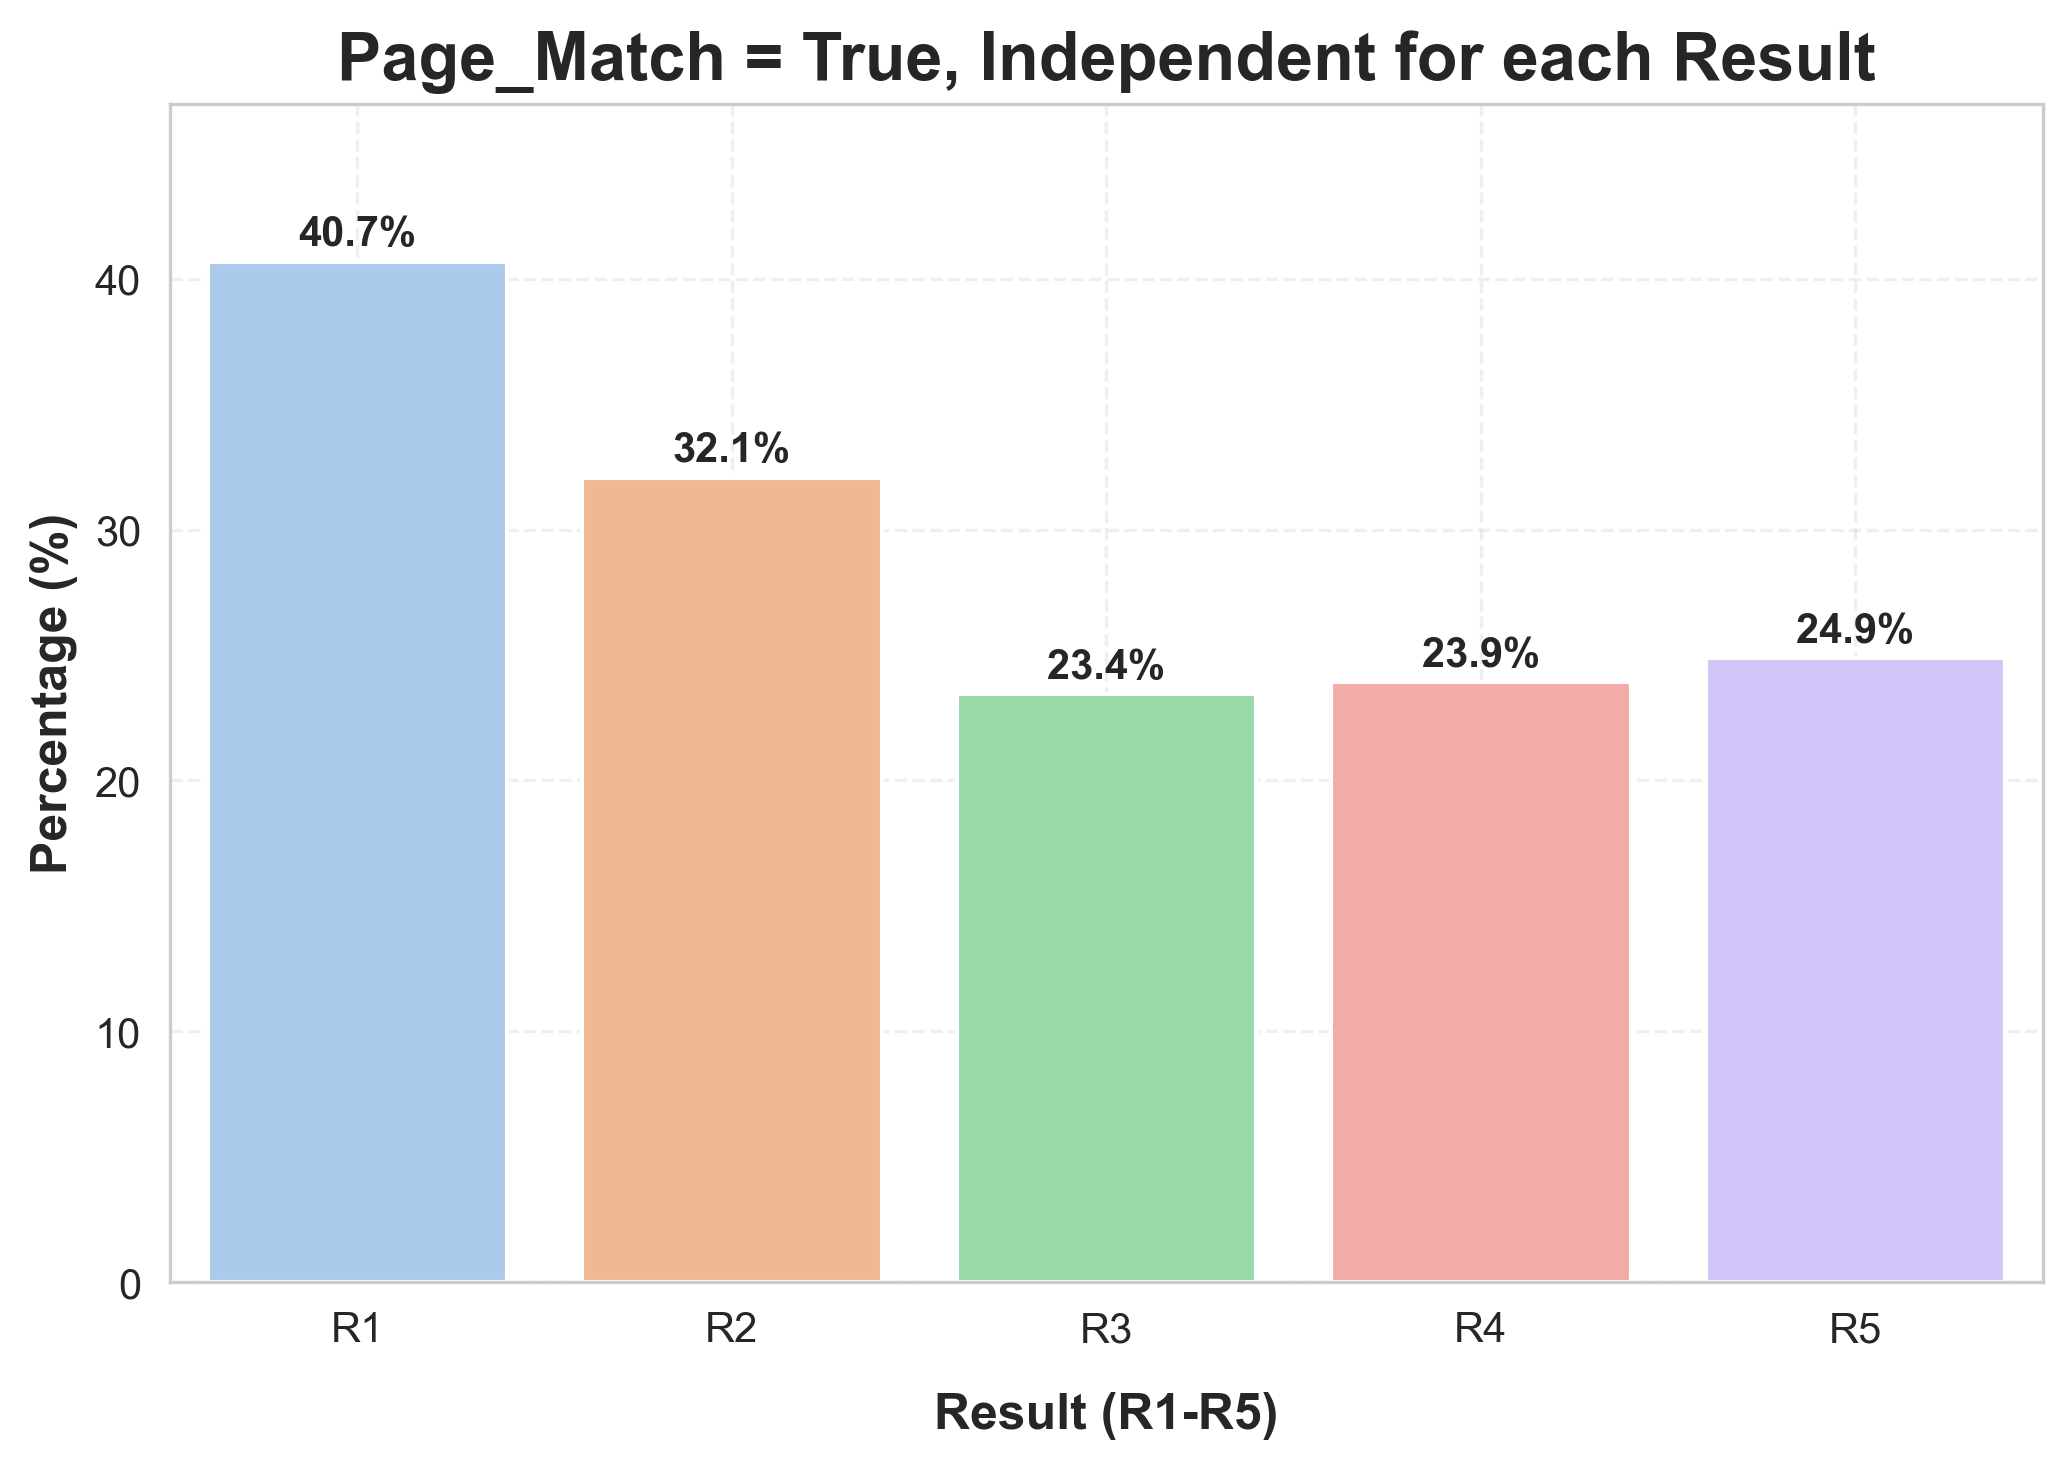 Page_Match = True, Independent for each Result
40.7%
32.1%
23.4%
23.9%
24.9%
40
30
20
10
0
Percentage (%)
R1
R2
R3
R4
R5
Result (R1-R5)